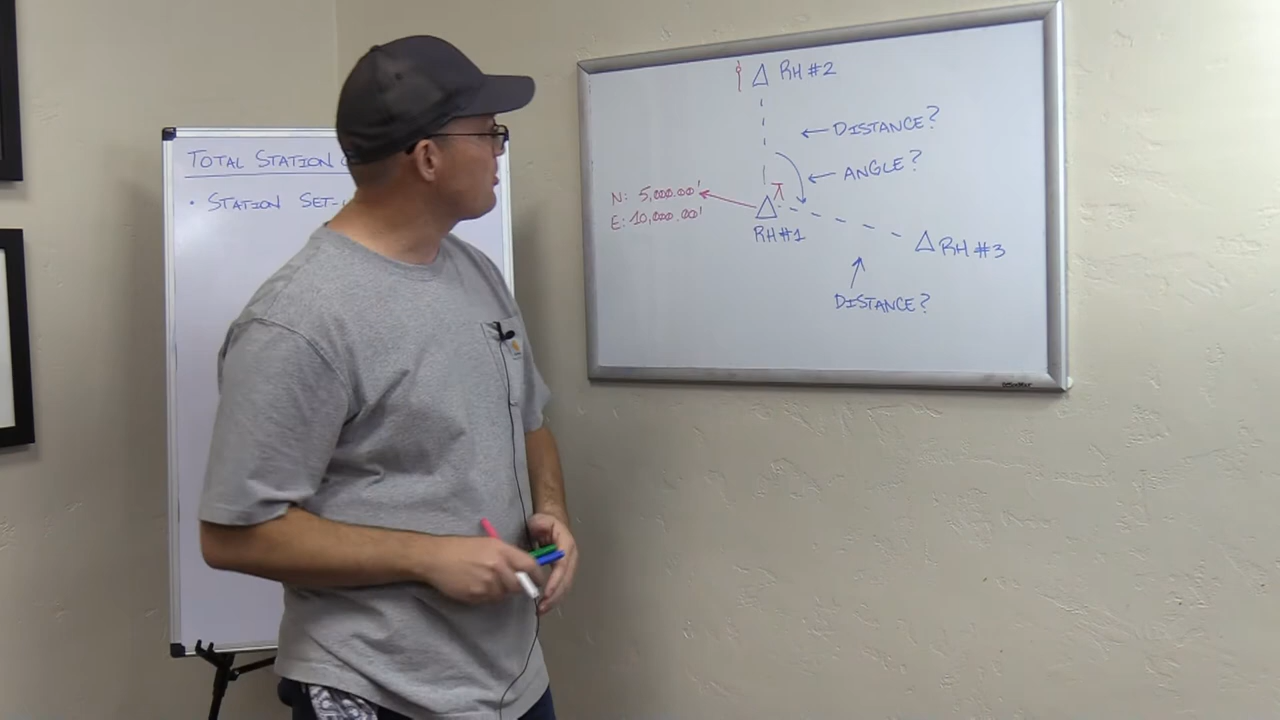 TOTAL STATION
• STATION SET-
RH #2
DISTANCE?
ANGLE?
N: 5,000.00'
E: 10,000.00'
RH #1
RH #3
DISTANCE?